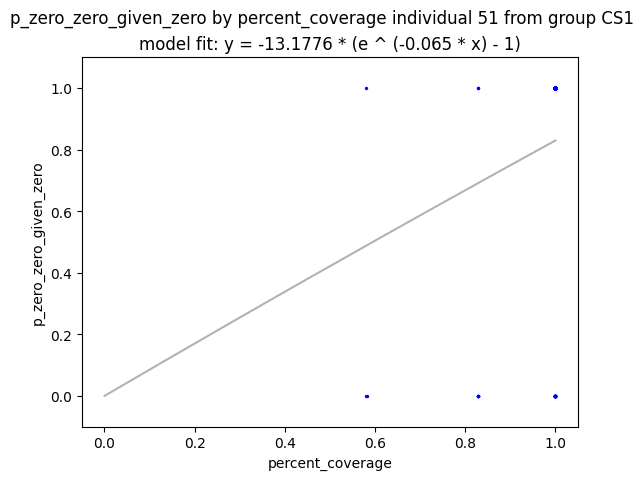 p_zero_zero_given_zero by percent_coverage individual 51 from group CS1
model fit: y = -13.1776 * (e ^ (-0.065 * x) - 1)
1.0
0.8
0.6
0.4
0.2
0.0
p_zero_zero_given_zero
0.0 0.2 0.4 0.6 0.8 1.0
percent_coverage